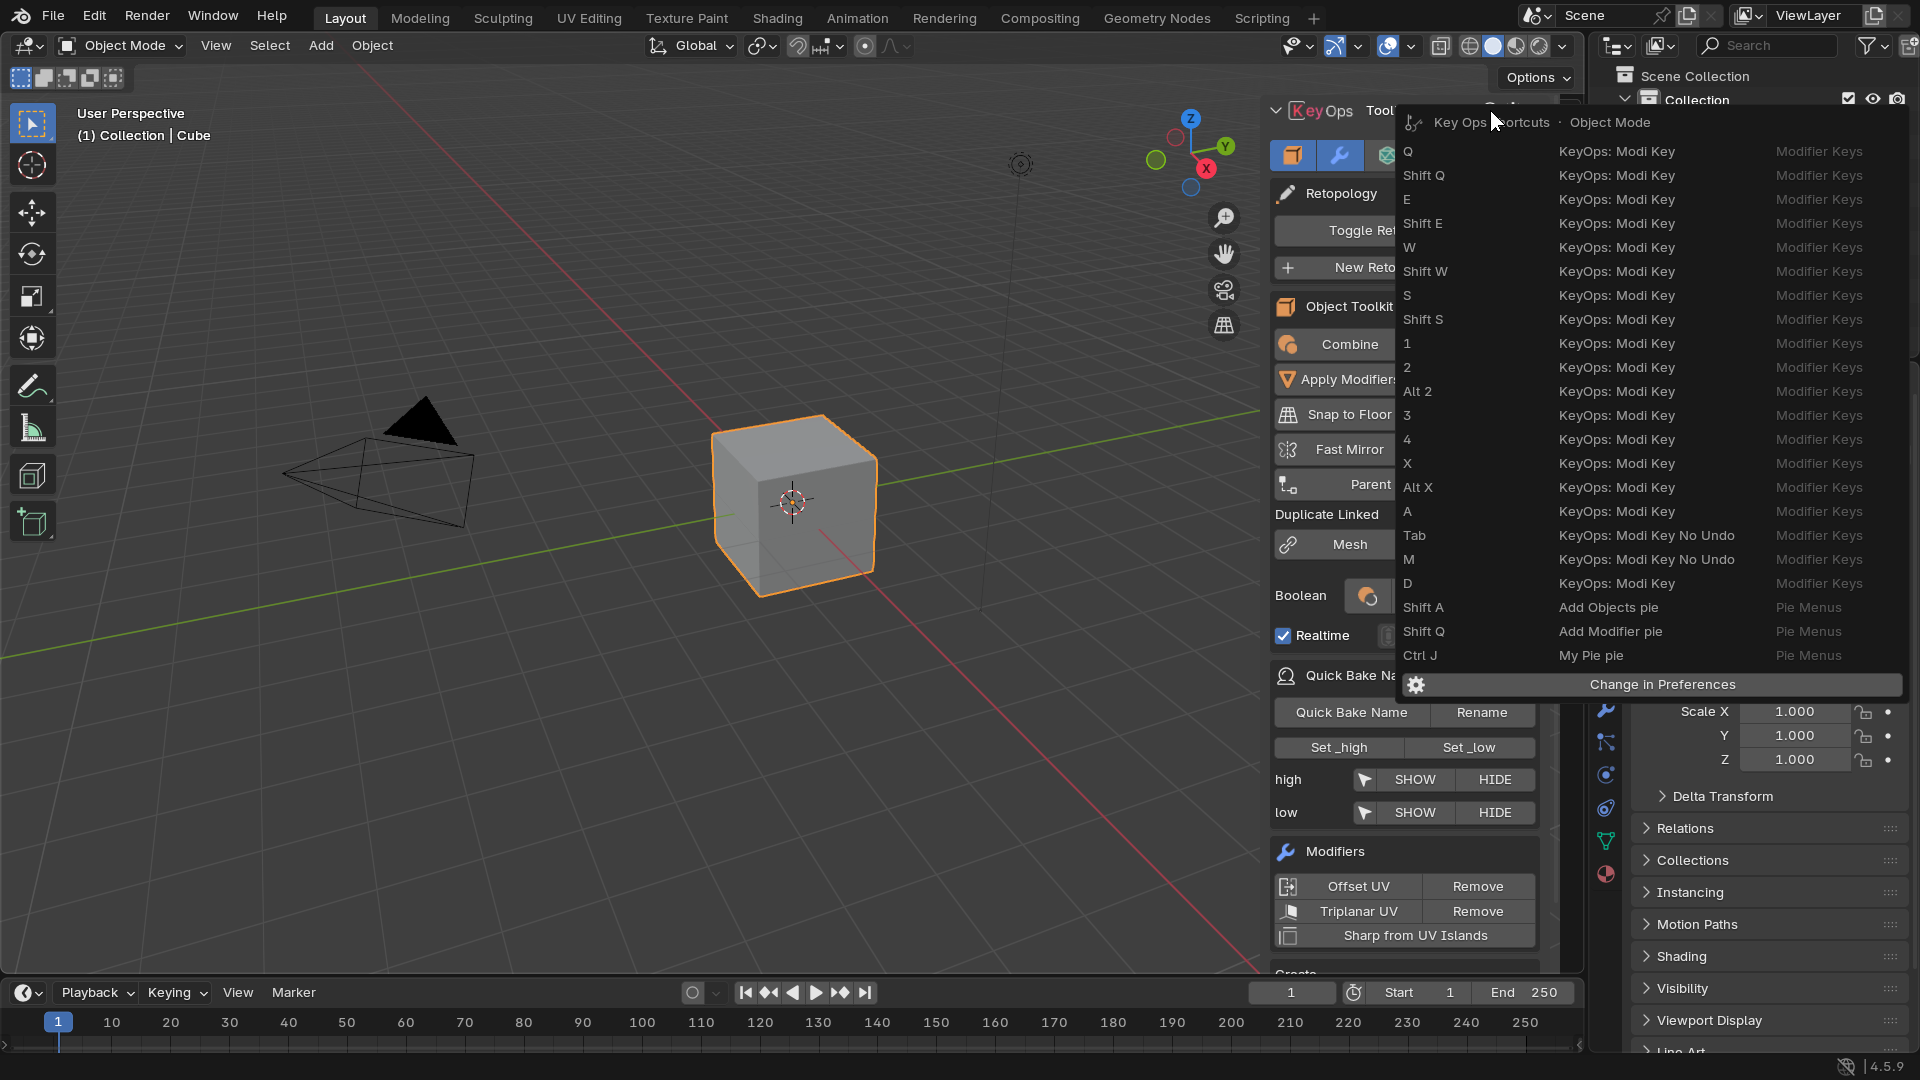 File Edit Render Window Help Layout Modeling Sculpting UV Editing Texture Paint Shading Animation Rendering Compositing Geometry Nodes Scripting Scene ViewLayer
Object Mode View Select Add Object Global Search
Options
Scene Collection
Collection
User Perspective
(1) Collection | Cube
Z
Y
X
KeyOps
Retopology
Object Toolkit
Combine
Snap to Floor
Fast Mirror
Parent
Duplicate Linked
Mesh
Boolean
Realtime
Key Ops · Object Mode
Q KeyOps: Modi Key Modifier Keys
Shift Q KeyOps: Modi Key Modifier Keys
E KeyOps: Modi Key Modifier Keys
Shift E KeyOps: Modi Key Modifier Keys
W KeyOps: Modi Key Modifier Keys
Shift W KeyOps: Modi Key Modifier Keys
S KeyOps: Modi Key Modifier Keys
Shift S KeyOps: Modi Key Modifier Keys
1 KeyOps: Modi Key Modifier Keys
2 KeyOps: Modi Key Modifier Keys
Alt 2 KeyOps: Modi Key Modifier Keys
3 KeyOps: Modi Key Modifier Keys
4 KeyOps: Modi Key Modifier Keys
X KeyOps: Modi Key Modifier Keys
Alt X KeyOps: Modi Key Modifier Keys
A KeyOps: Modi Key Modifier Keys
Tab KeyOps: Modi Key No Undo Modifier Keys
M KeyOps: Modi Key No Undo Modifier Keys
D KeyOps: Modi Key Modifier Keys
Shift A Add Objects pie Pie Menus
Shift Q Add Modifier pie Pie Menus
Ctrl J My Pie pie Pie Menus
Change in Preferences
Quick Bake
Quick Bake Name Rename
Set _high Set _low
high SHOW HIDE
low SHOW HIDE
Modifiers
Offset UV Remove
Triplanar UV Remove
Sharp from UV Islands
Scale X 1.000
Y 1.000
Z 1.000
Delta Transform
Relations
Collections
Instancing
Motion Paths
Shading
Visibility
Viewport Display
Playback Keying View Marker 1 Start 1 End 250
1 10 20 30 40 50 60 70 80 90 100 110 120 130 140 150 160 170 180 190 200 210 220 230 240 250
4.5.9